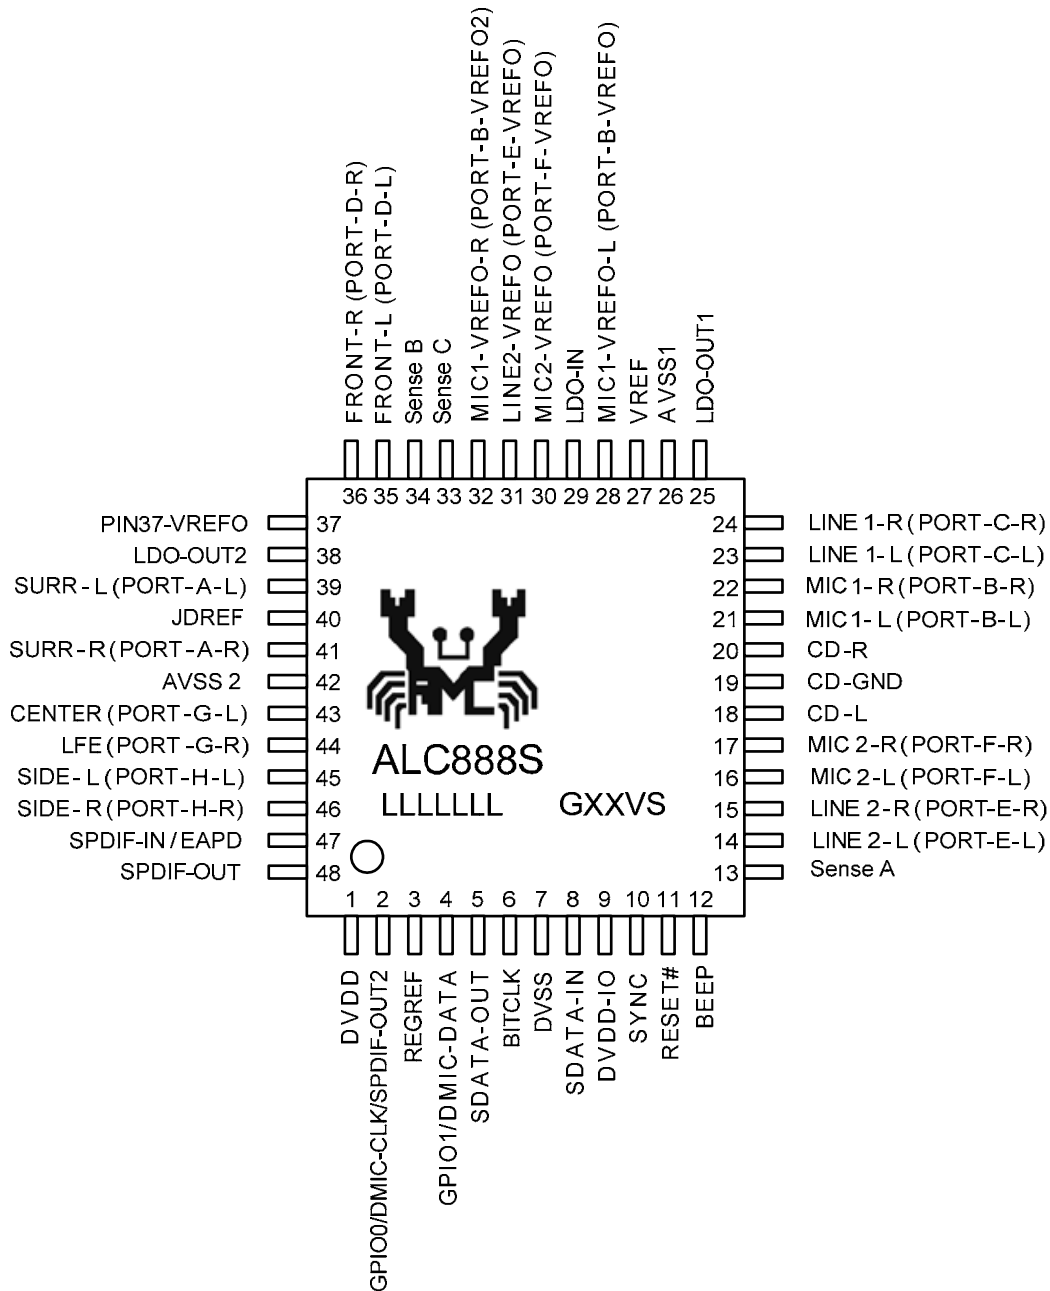 FRONT-R (PORT-D-R)
FRONT-L (PORT-D-L)
Sense B
Sense C
MIC1-VREFO-R (PORT-B-VREFO2)
LINE2-VREFO (PORT-E-VREFO)
MIC2-VREFO (PORT-F-VREFO)
LDO-IN
MIC1-VREFO-L (PORT-B-VREFO)
VREF
AVSS1
LDO-OUT1
36 35 34 33 32 31 30 29 28 27 26 25
PIN37-VREFO 37
LDO-OUT2 38
SURR-L (PORT-A-L) 39
JDREF 40
SURR-R (PORT-A-R) 41
AVSS 2 42
CENTER (PORT-G-L) 43
LFE (PORT-G-R) 44
SIDE-L (PORT-H-L) 45
SIDE-R (PORT-H-R) 46
SPDIF-IN / EAPD 47
SPDIF-OUT 48
ALC888S
LLLLLLL GXXVS
24 LINE 1-R (PORT-C-R)
23 LINE 1-L (PORT-C-L)
22 MIC 1-R (PORT-B-R)
21 MIC1-L (PORT-B-L)
20 CD-R
19 CD-GND
18 CD-L
17 MIC 2-R (PORT-F-R)
16 MIC 2-L (PORT-F-L)
15 LINE 2-R (PORT-E-R)
14 LINE 2-L (PORT-E-L)
13 Sense A
1 2 3 4 5 6 7 8 9 10 11 12
DVDD
GPIO0/DMIC-CLK/SPDIF-OUT2
REGREF
GPIO1/DMIC-DATA
SDATA-OUT
BITCLK
DVSS
SDATA-IN
DVDD-IO
SYNC
RESET#
BEEP